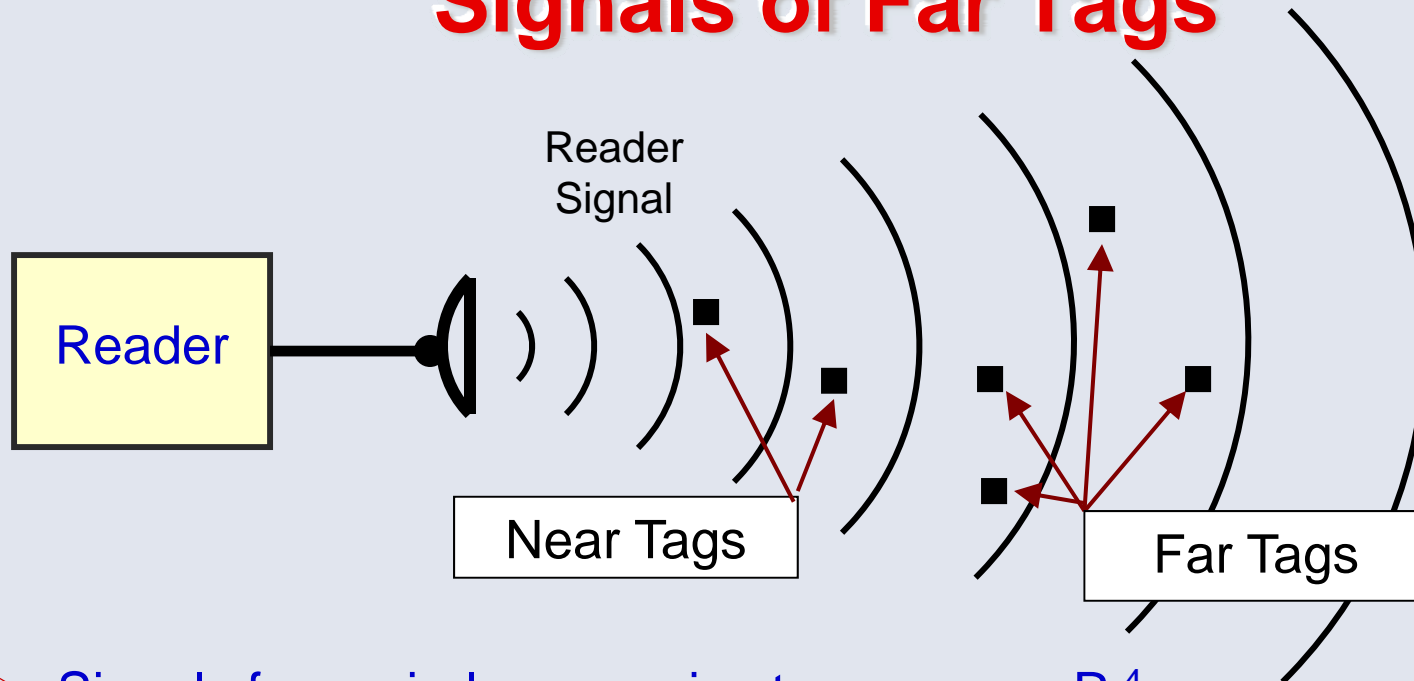 Signals of Far Tags
Reader
Signal
Reader
Near Tags
Far Tags